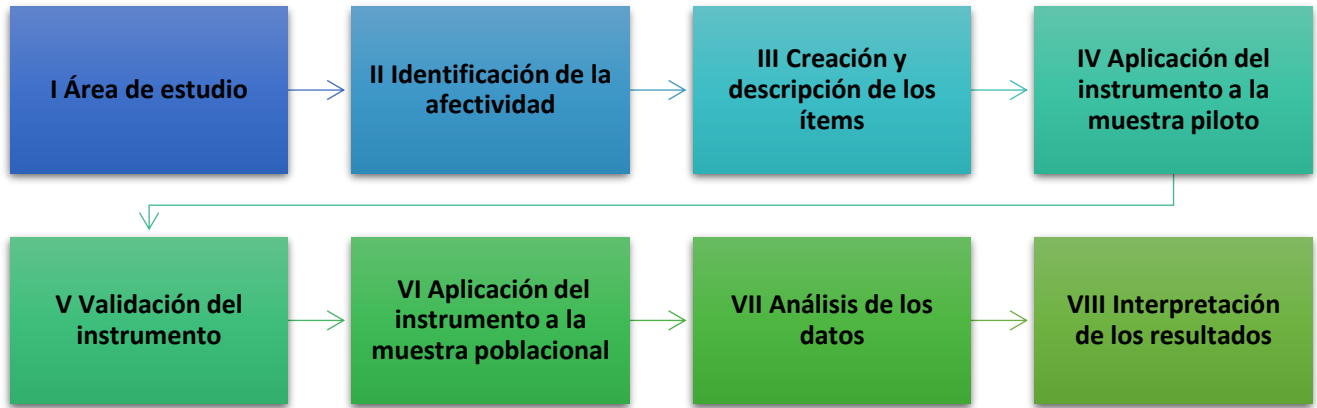 I Área de estudio
II Identificación de la
afectividad
III Creación y
descripción de los
ítems
IV Aplicación del
instrumento a la
muestra piloto
V Validación del
instrumento
VI Aplicación del
instrumento a la
muestra poblacional
VII Análisis de los
datos
VIII Interpretación
de los resultados